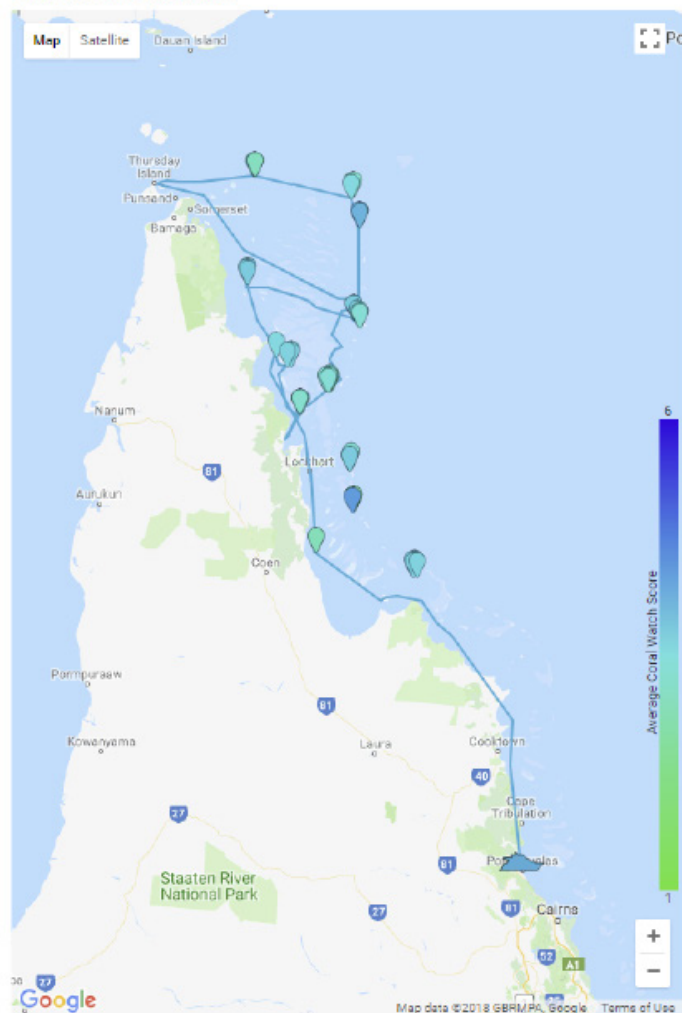 Map Satellite
Dauan Island
Po
Thursday
Island
Punsand
Somerset
Bamaga
Nanum
Aurukun
81
Lockhart
Coen
6
Average Coral Watch Score
1
Pormpuraaw
81
Kowanyama
Laura
Cooktown
40
Cape
Tribulation
27
81
Staaten River
National Park
27
81
Cairns
52
A1
27
+
−
Google
Map data ©2018 GBRMPA, Google Terms of Use